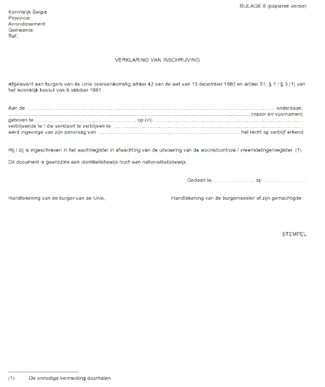 BIJLAGE 8 (papieren versie)
Koninkrijk België
Provincie:
Arrondissement:
Gemeente:
Ref.:
VERKLARING VAN INSCHRIJVING
Afgeleverd aan burgers van de Unie overeenkomstig artikel 42 van de wet van 15 december 1980 en artikel 51, § 1 / § 3 (1) van
het koninklijk besluit van 8 oktober 1981
Aan de ........ onderdaan:
........ (naam en voornamen)
geboren te ........, op (in) ........
verblijvende te / die verklaart te verblijven te ........
werd ingevolge van zijn aanvraag van ........ het recht op verblijf erkend
Hij / zij is ingeschreven in het wachtregister in afwachting van de uitvoering van de woonstcontrole / vreemdelingenregister (1)
Dit document is geenszins een identiteitsbewijs noch een nationaliteitsbewijs
Gedaan te ........, op ........
Handtekening van de burger van de Unie, Handtekening van de burgemeester of zijn gemachtigde
STEMPEL
(1) De onnodige vermelding doorhalen